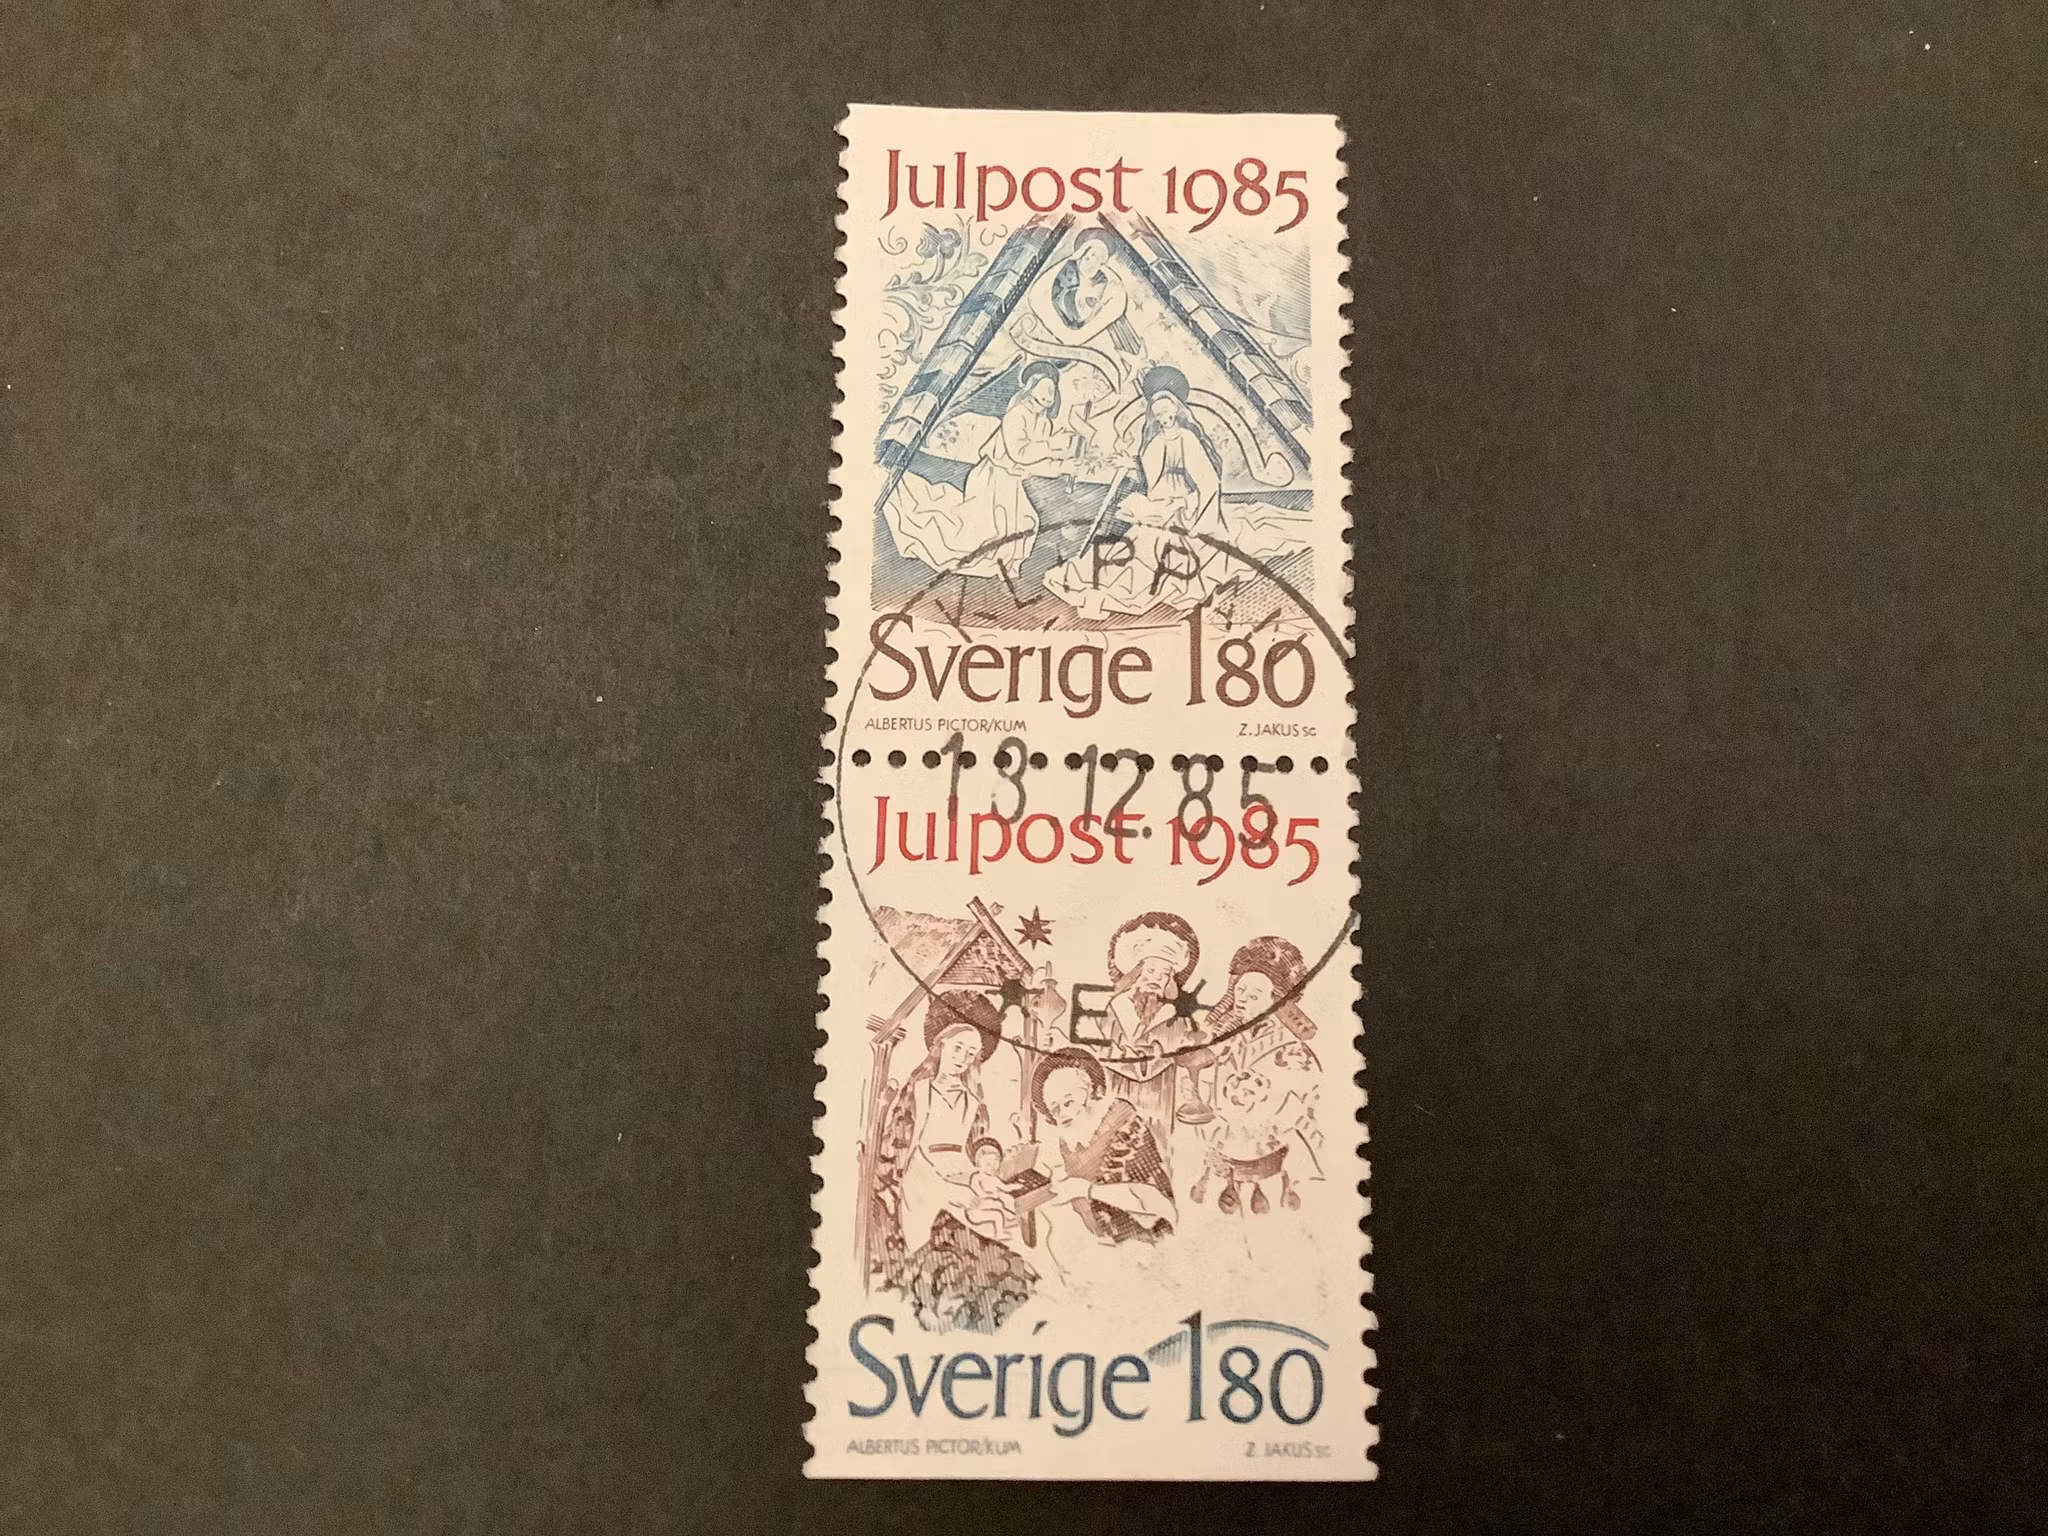 Julpost 1985
KLIPPAN
Sverige 180
ALBERTUS PICTOR/KUM
Z. JAKUS SC
13.12.85
Julpost 1985
* E *
Sverige 180
ALBERTUS PICTOR/KUM
Z. JAKUS SC